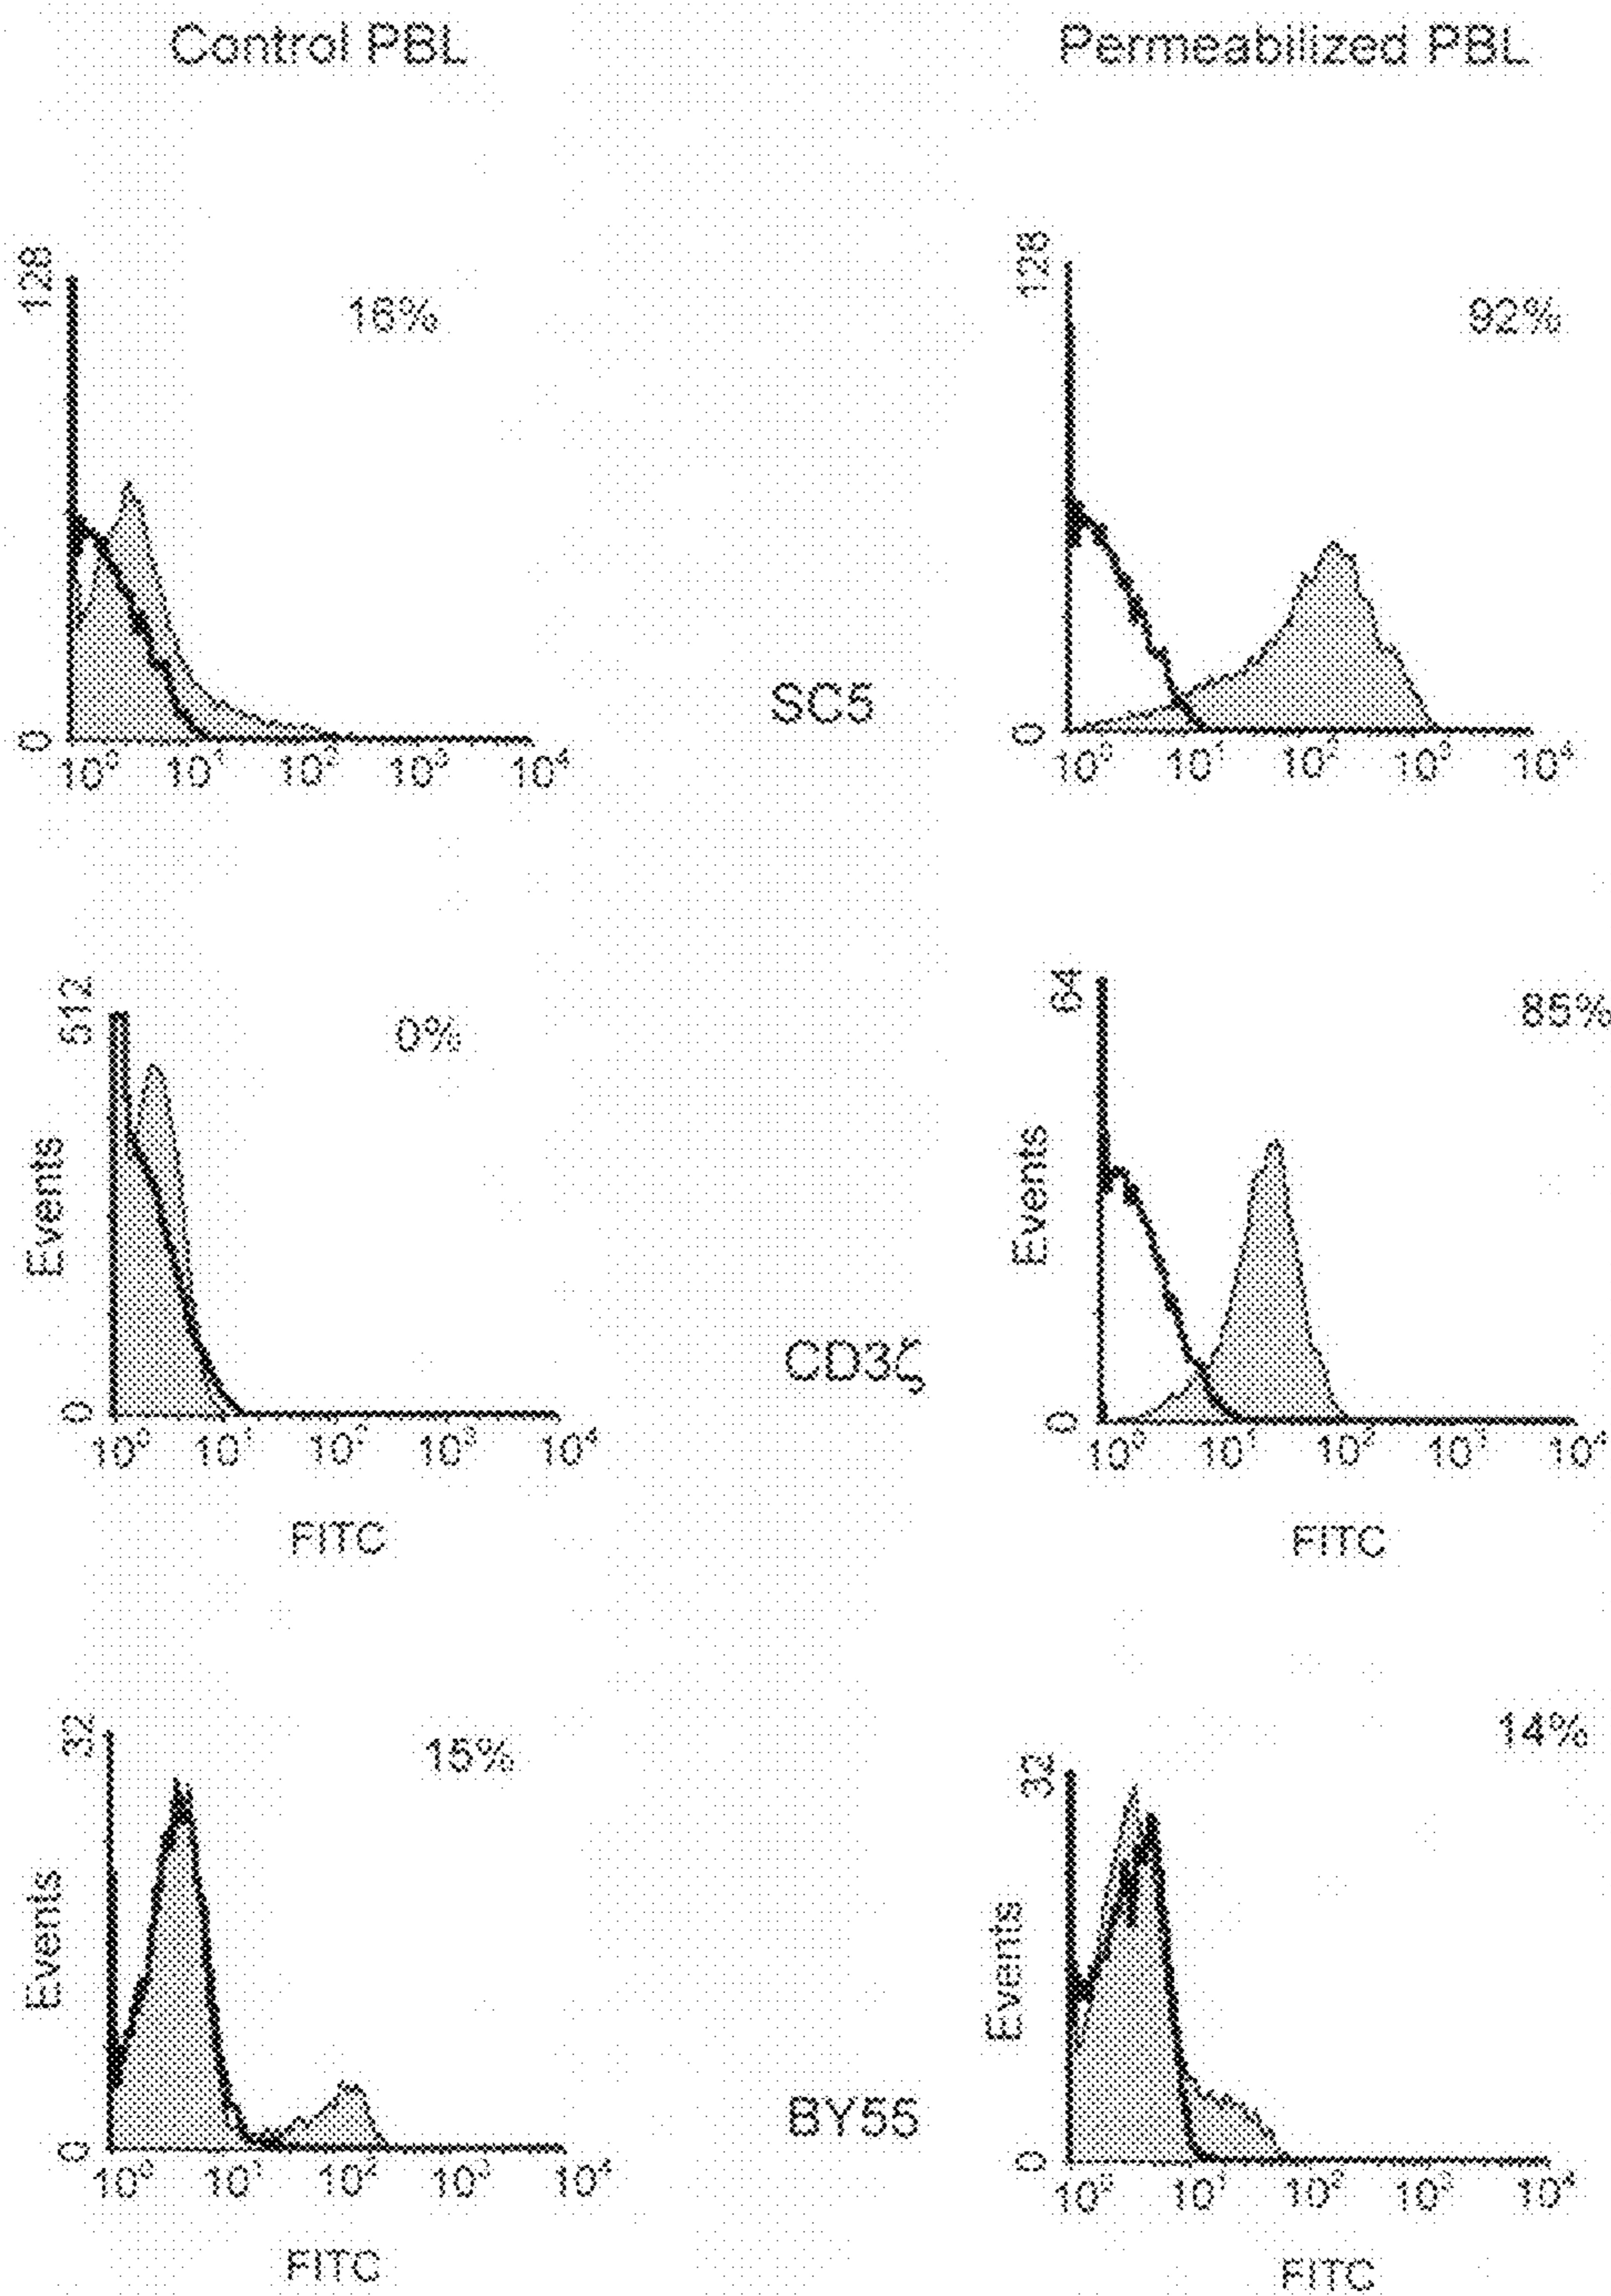 Control PBL
Permeabilized PBL
128
16%
0
10⁰ 10¹ 10² 10³ 10⁴
SC5
128
92%
0
10⁰ 10¹ 10² 10³ 10⁴
512
0%
Events
0
10⁰ 10¹ 10² 10³ 10⁴
FITC
CD3ζ
64
85%
Events
0
10⁰ 10¹ 10² 10³ 10⁴
FITC
32
15%
Events
0
10⁰ 10¹ 10² 10³ 10⁴
FITC
BY55
32
14%
Events
0
10⁰ 10¹ 10² 10³ 10⁴
FITC